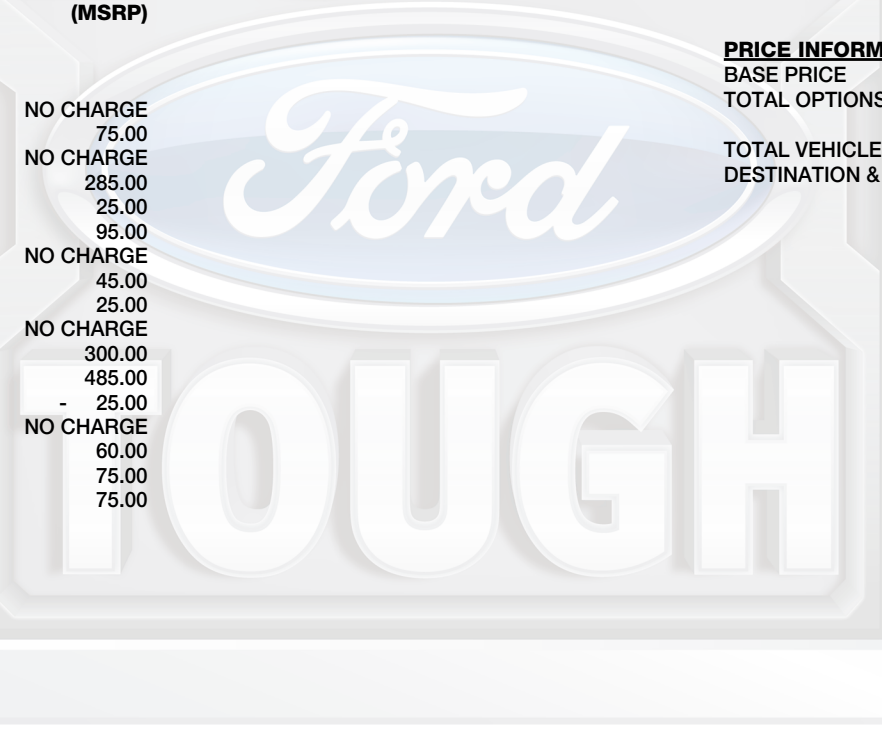 (MSRP)
NO CHARGE
75.00
NO CHARGE
285.00
25.00
95.00
NO CHARGE
45.00
25.00
NO CHARGE
300.00
485.00
- 25.00
NO CHARGE
60.00
75.00
75.00
PRICE INFORM
BASE PRICE
TOTAL OPTIONS
TOTAL VEHICLE
DESTINATION &
Ford
TOUGH